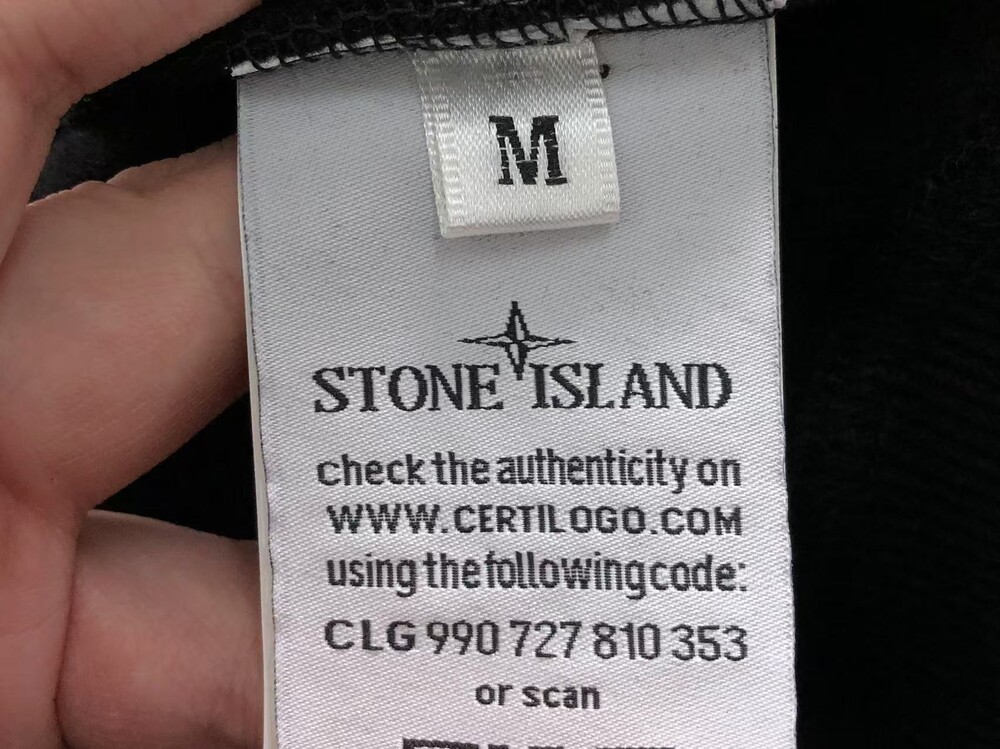 M
STONE ISLAND
check the authenticity on
WWW.CERTILOGO.COM
using the following code:
CLG 990 727 810 353
or scan